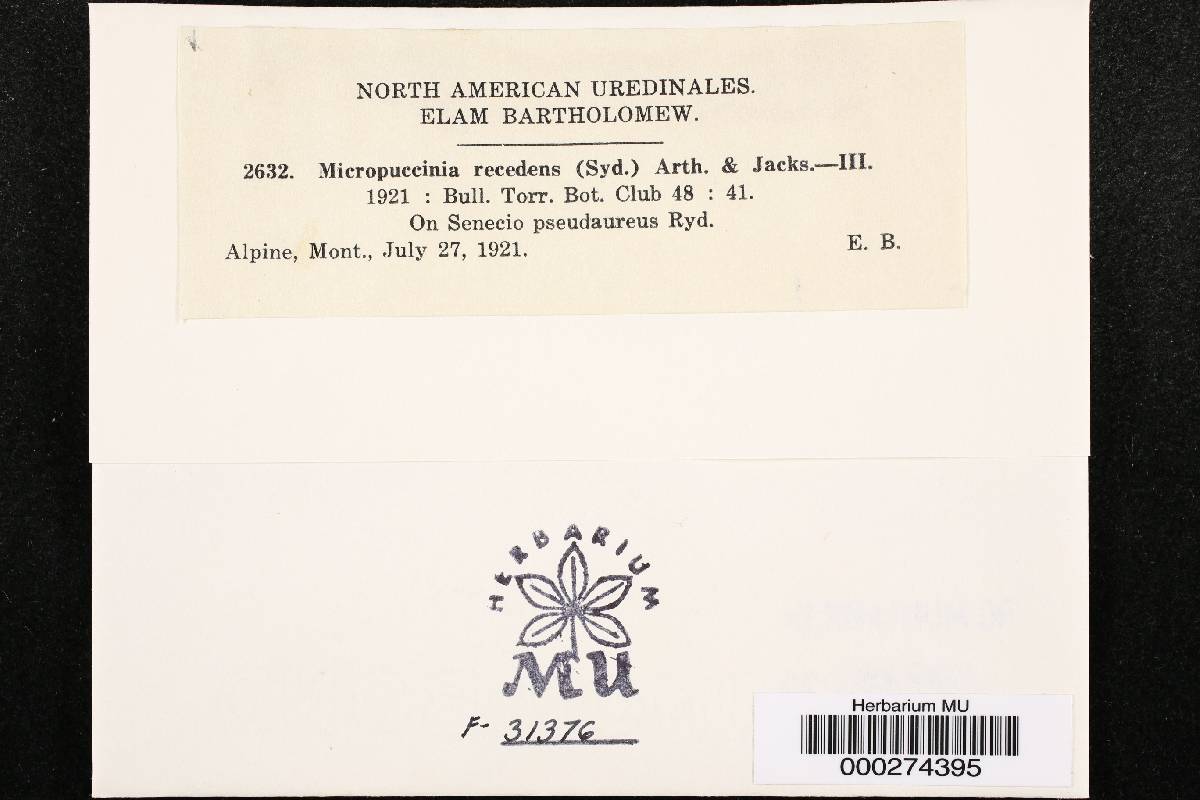 NORTH AMERICAN UREDINALES.
ELAM BARTHOLOMEW.
2632. Micropuccinia recedens (Syd.) Arth. & Jacks.—III.
1921 : Bull. Torr. Bot. Club 48 : 41.
On Senecio pseudaureus Ryd.
Alpine, Mont., July 27, 1921. E. B.
HERBARIUM
MU
F- 31376
Herbarium MU
000274395